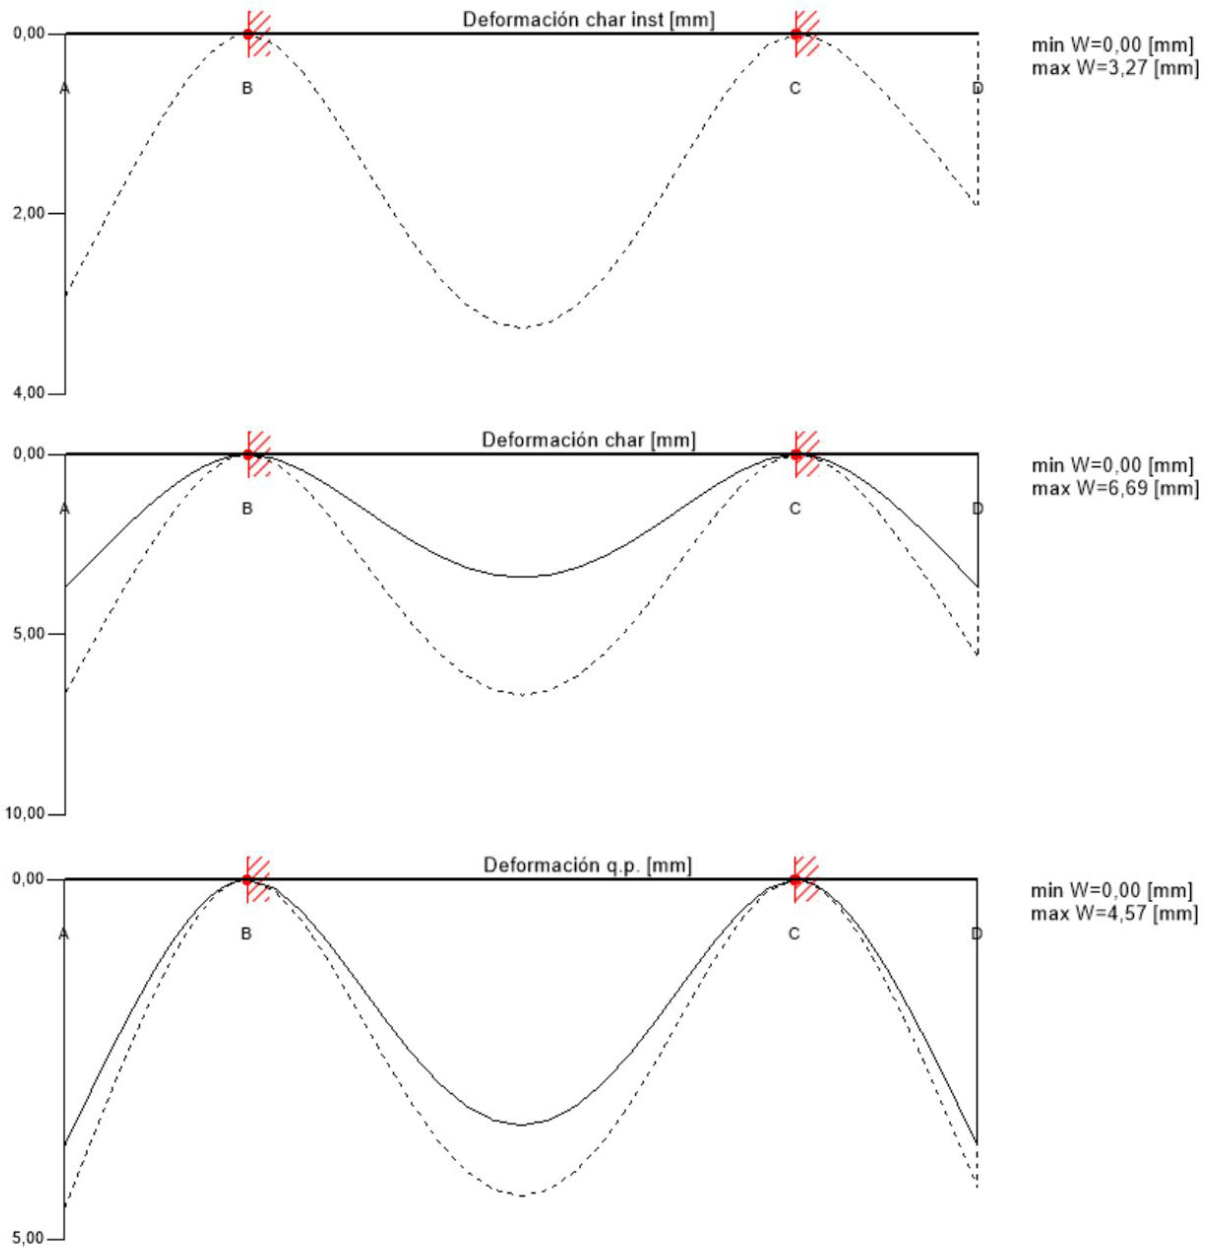 Deformación char inst [mm]
0,00
min W=0,00 [mm]
max W=3,27 [mm]
A B C D
2,00
4,00
Deformación char [mm]
0,00
min W=0,00 [mm]
max W=6,69 [mm]
A B C D
5,00
10,00
Deformación q.p. [mm]
0,00
min W=0,00 [mm]
max W=4,57 [mm]
A B C D
5,00